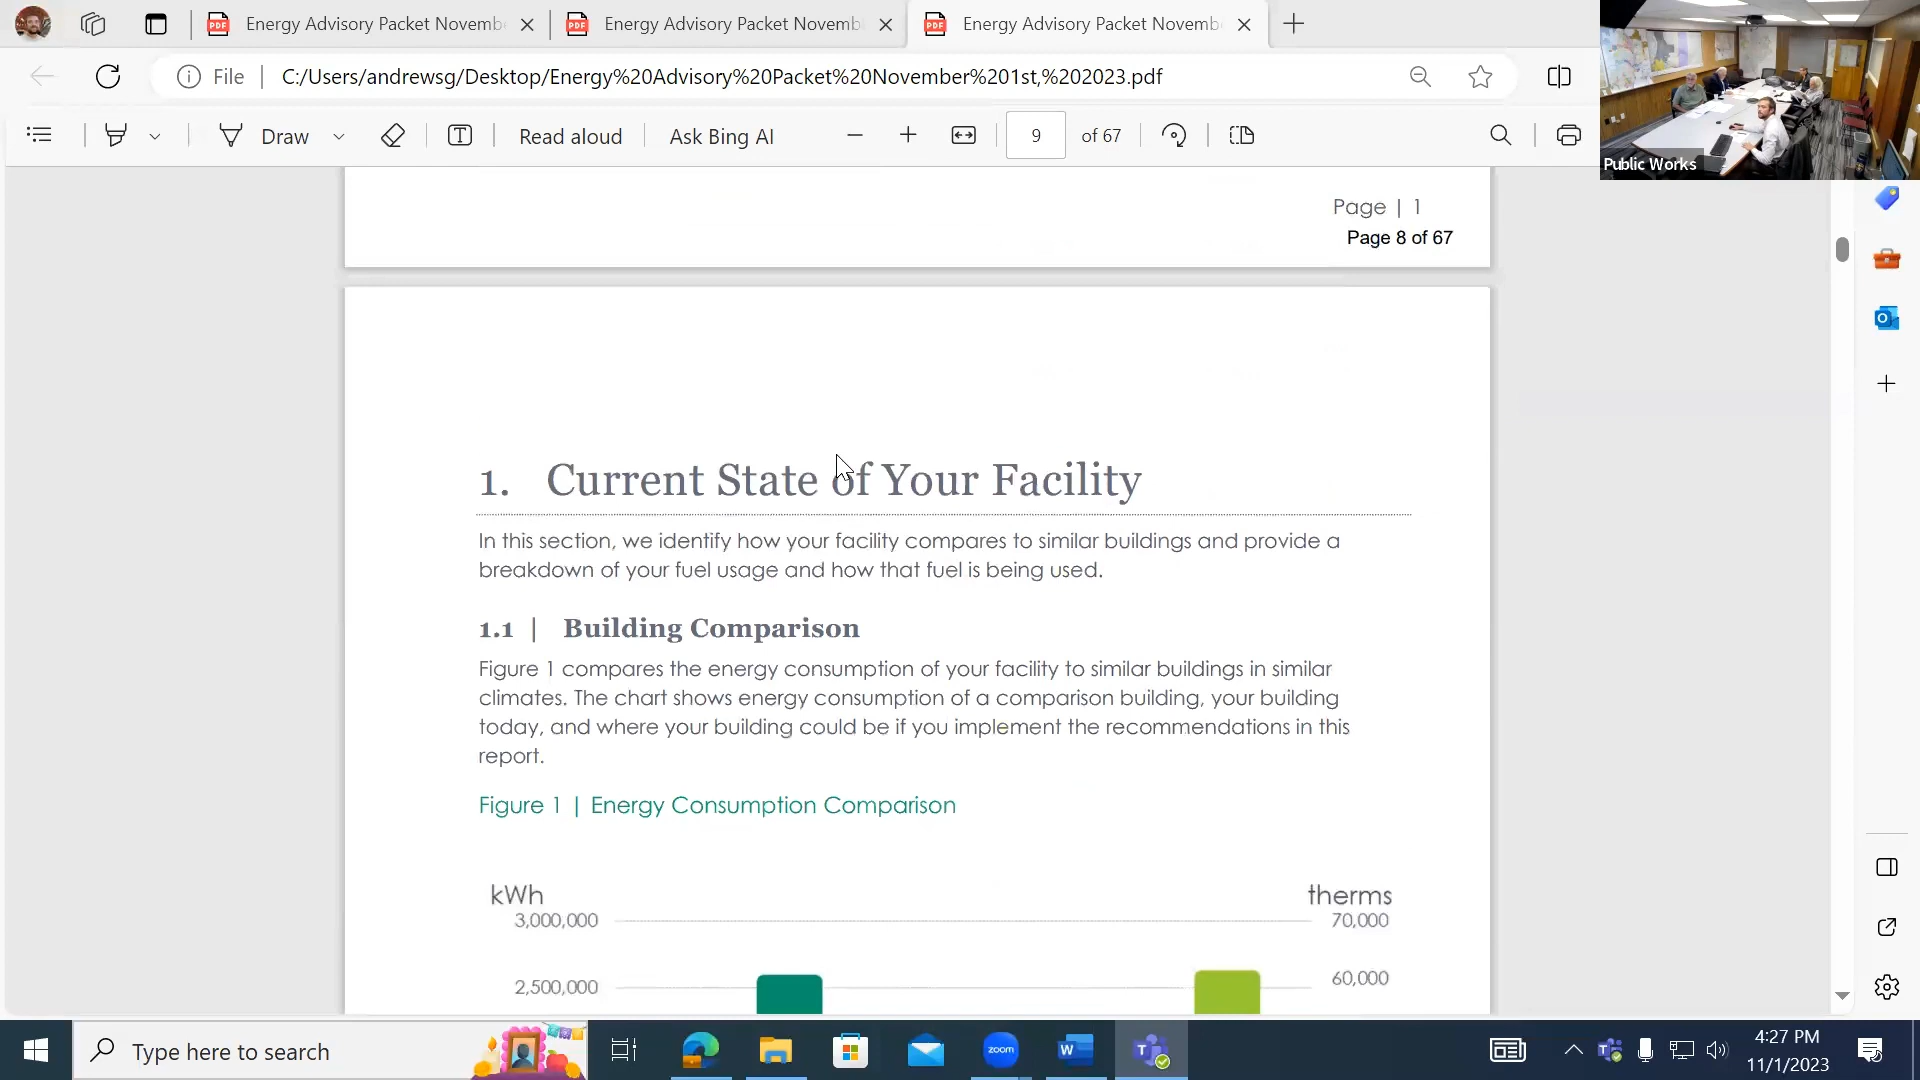 Energy Advisory Packet Novemb
Energy Advisory Packet Novemb
Energy Advisory Packet Novemb
File
C:/Users/andrewsg/Desktop/Energy%20Advisory%20Packet%20November%201st,%202023.pdf
Draw
Read aloud
Ask Bing AI
9
of 67
Public Works
Page | 1
Page 8 of 67
1. Current State of Your Facility
In this section, we identify how your facility compares to similar buildings and provide a
breakdown of your fuel usage and how that fuel is being used.
1.1 | Building Comparison
Figure 1 compares the energy consumption of your facility to similar buildings in similar
climates. The chart shows energy consumption of a comparison building, your building
today, and where your building could be if you implement the recommendations in this
report.
Figure 1 | Energy Consumption Comparison
kWh
therms
3,000,000
70,000
2,500,000
60,000
Type here to search
zoom
4:27 PM
11/1/2023